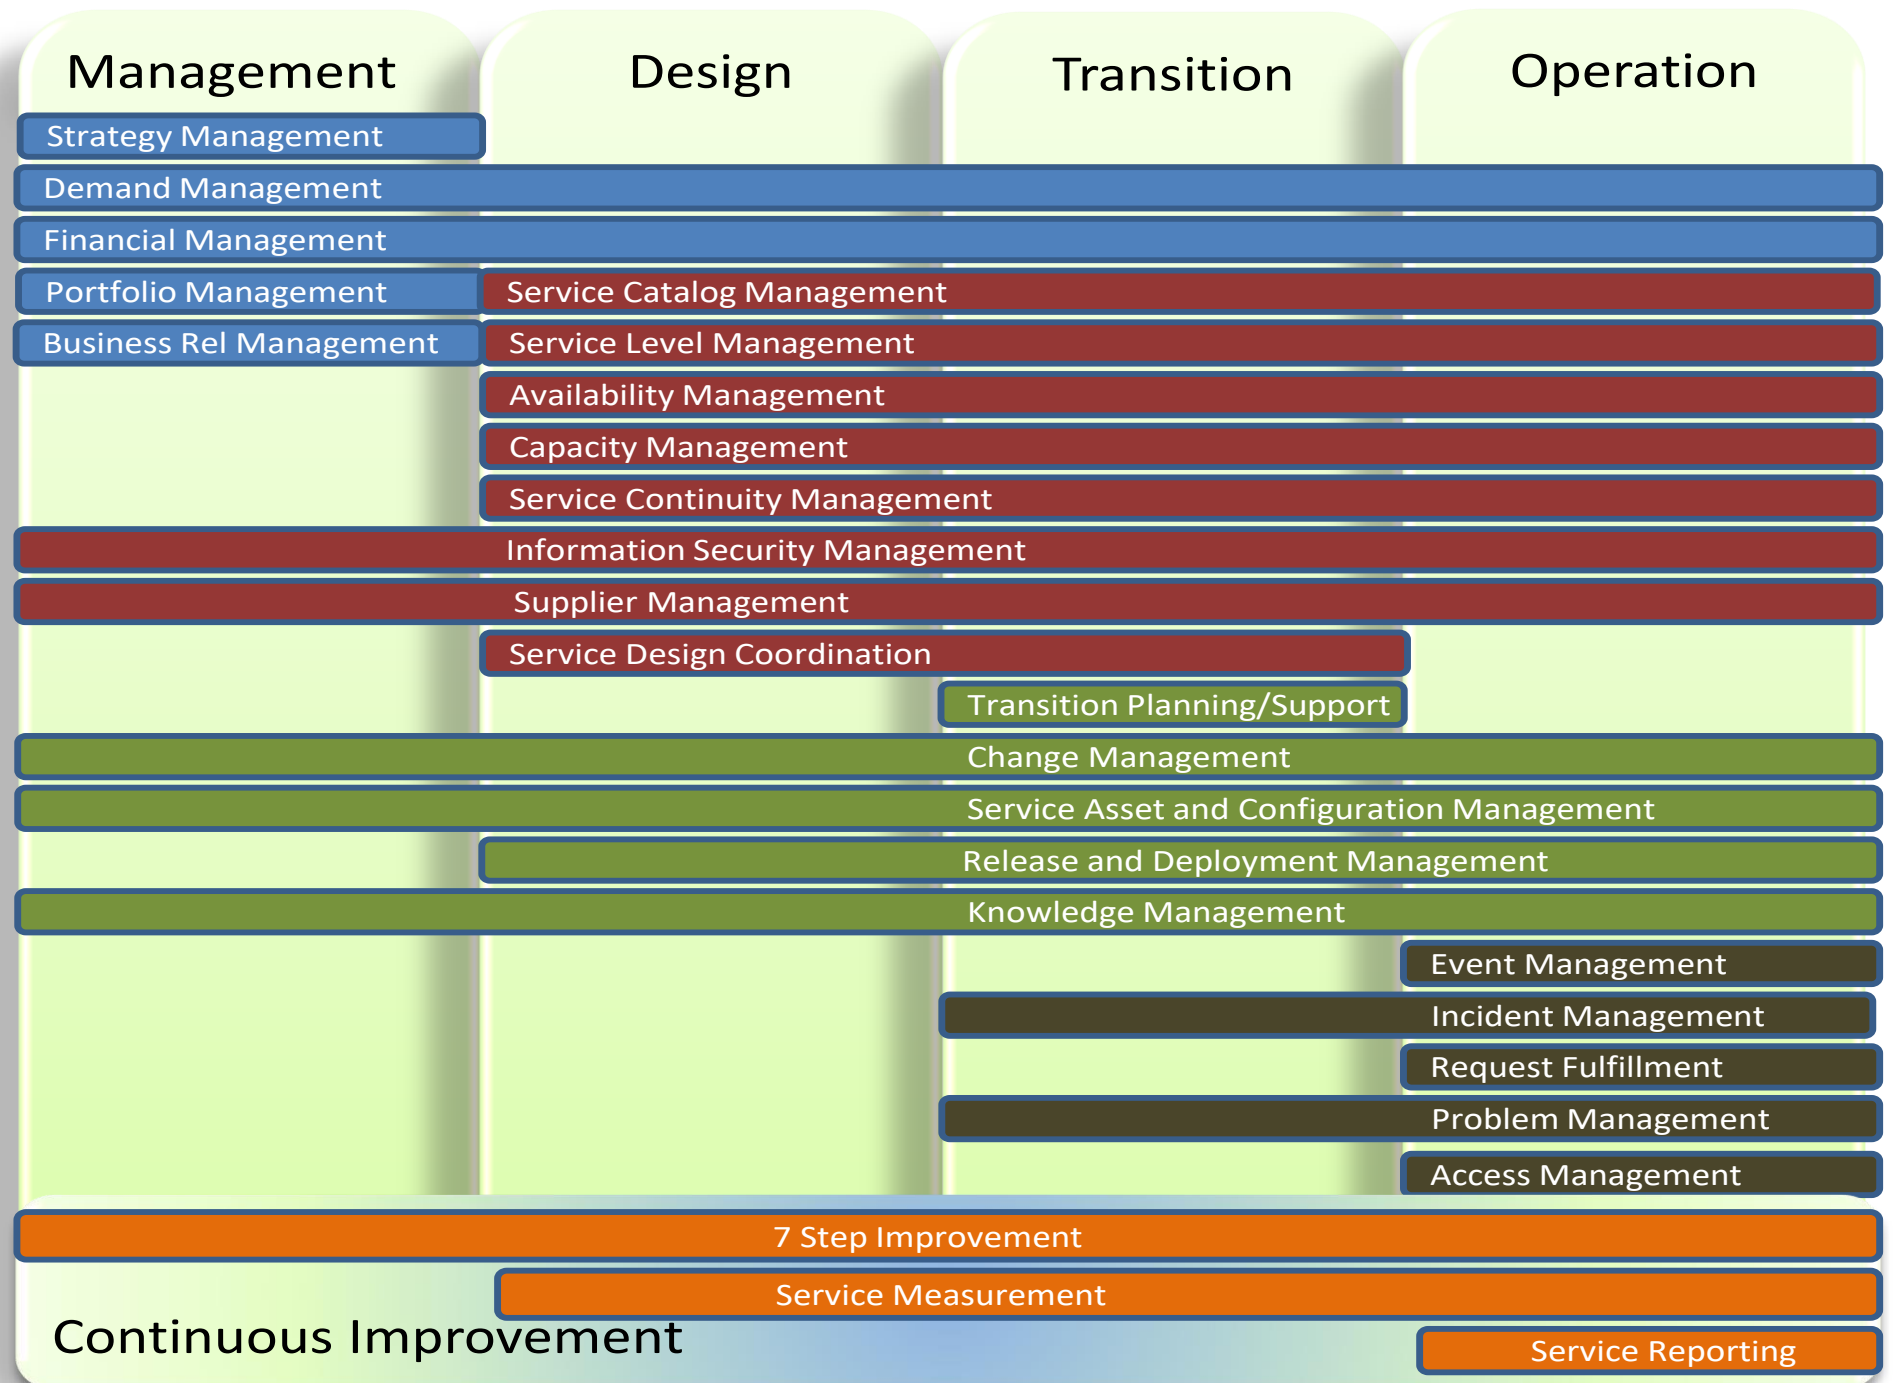 Management
Design
Transition
Operation
Strategy Management
Demand Management
Financial Management
Portfolio Management
Service Catalog Management
Business Rel Management
Service Level Management
Availability Management
Capacity Management
Service Continuity Management
Information Security Management
Supplier Management
Service Design Coordination
Transition Planning/Support
Change Management
Service Asset and Configuration Management
Release and Deployment Management
Knowledge Management
Event Management
Incident Management
Request Fulfillment
Problem Management
Access Management
7 Step Improvement
Service Measurement
Continuous Improvement
Service Reporting